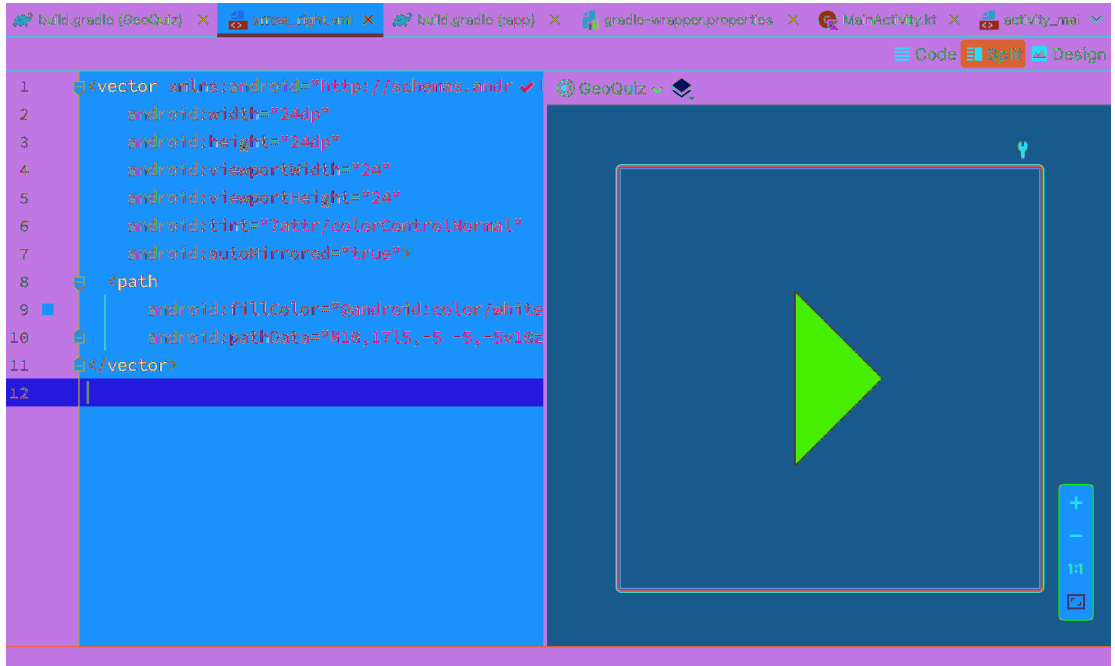 build.gradle (GeoQuiz) arrow_right.xml build.gradle (app) gradle-wrapper.properties MainActivity.kt activity_mai
Code Split Design
1 <vector xmlns:android="http://schemas.andr
2 android:width="24dp"
3 android:height="24dp"
4 android:viewportWidth="24"
5 android:viewportHeight="24"
6 android:tint="?attr/colorControlNormal"
7 android:autoMirrored="true">
8 <path
9 android:fillColor="@android:color/white
10 android:pathData="M10,17l5,-5 -5,-5v10z
11 </vector>
12
GeoQuiz
1:1